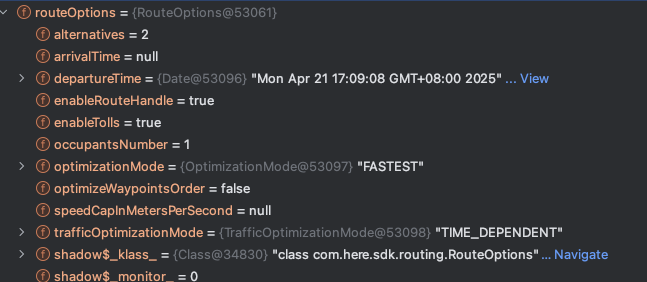 routeOptions = {RouteOptions@53061}
alternatives = 2
arrivalTime = null
departureTime = {Date@53096} "Mon Apr 21 17:09:08 GMT+08:00 2025" ... View
enableRouteHandle = true
enableTolls = true
occupantsNumber = 1
optimizationMode = {OptimizationMode@53097} "FASTEST"
optimizeWaypointsOrder = false
speedCapInMetersPerSecond = null
trafficOptimizationMode = {TrafficOptimizationMode@53098} "TIME_DEPENDENT"
shadow$_klass_ = {Class@34830} "class com.here.sdk.routing.RouteOptions" ... Navigate
shadow$_monitor_ = 0